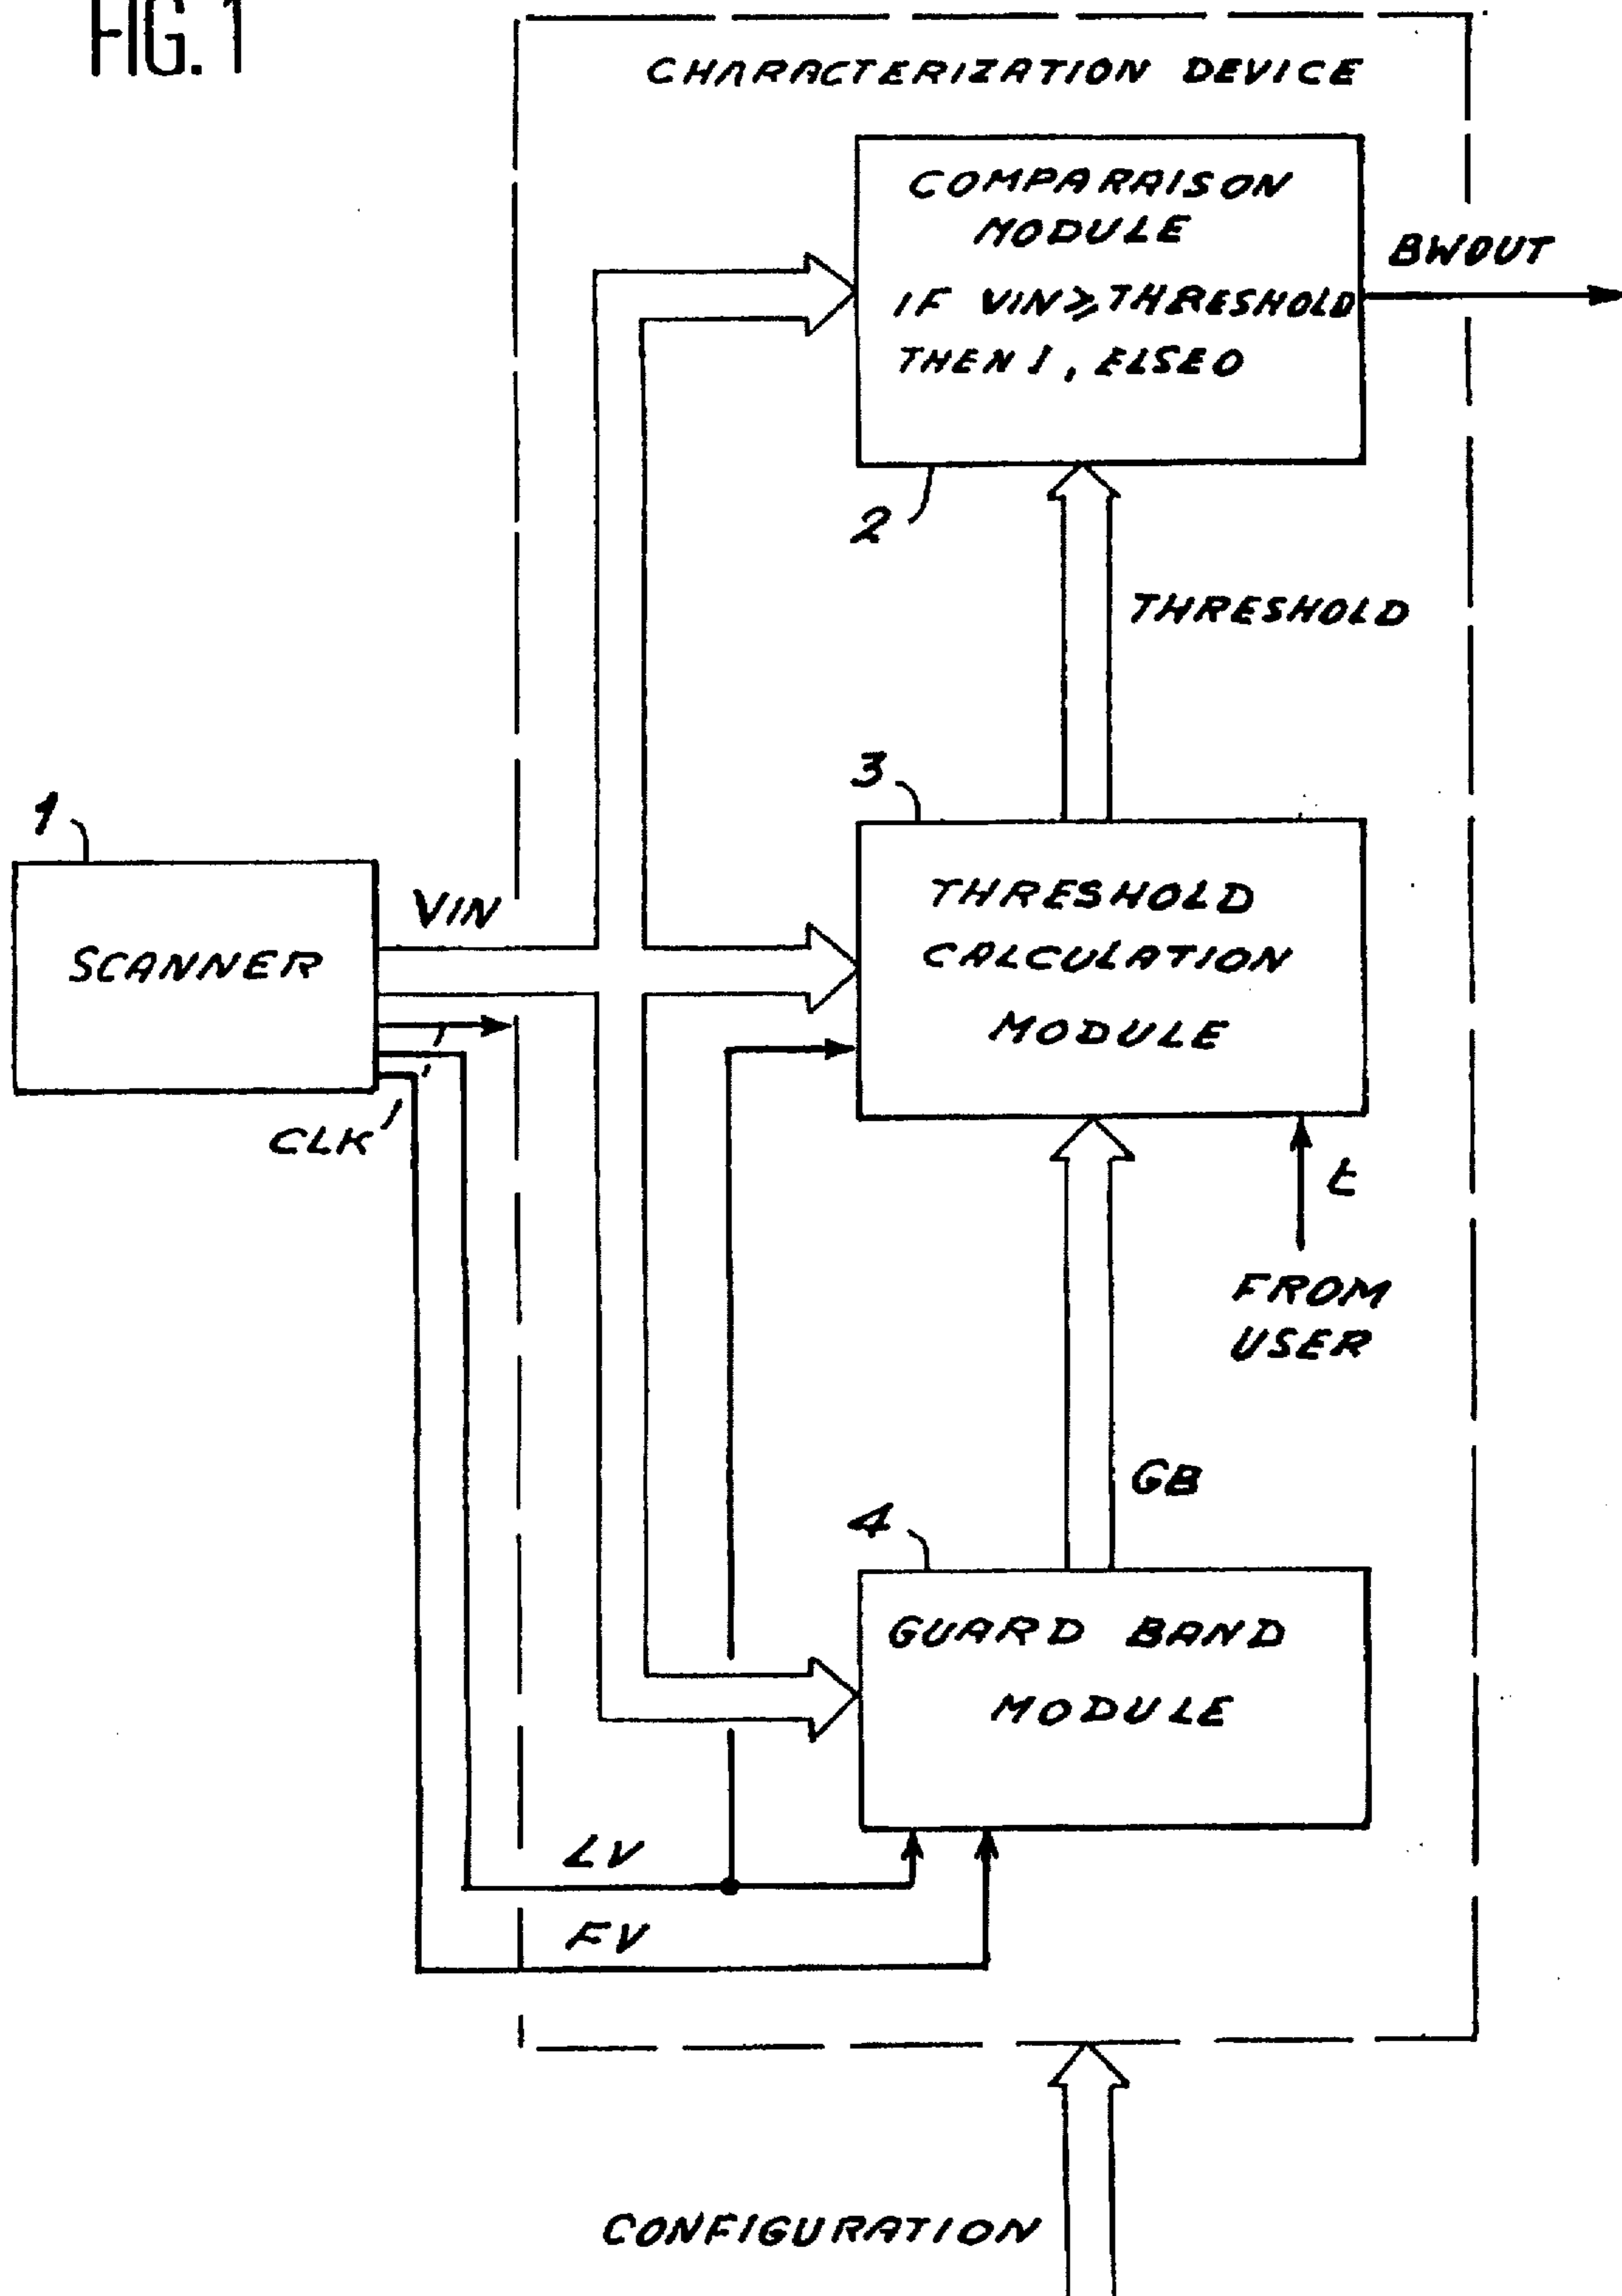 FIG. 1
CHARACTERIZATION DEVICE
COMPARAISON
MODULE
IF VIN ≥ THRESHOLD
THEN 1, ELSE 0
BWOUT
2
THRESHOLD
3
1
THRESHOLD
CALCULATION
MODULE
VIN
SCANNER
CLK
t
FROM
USER
GB
4
GUARD BAND
MODULE
LV
FV
CONFIGURATION